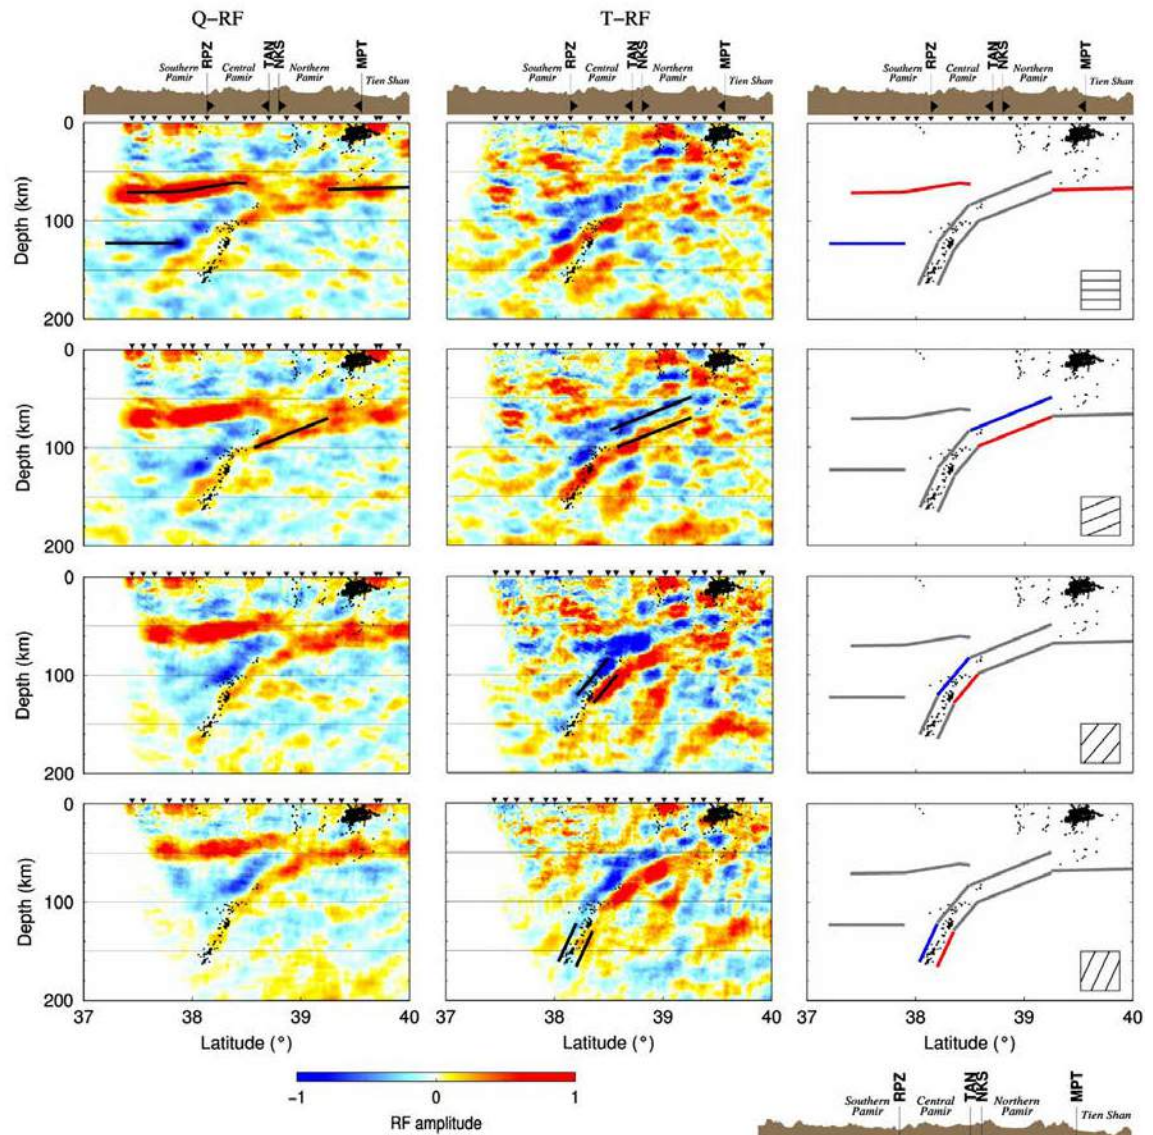 Q–RF
T–RF
RPZ
TAN
NKS
MPT
Southern Pamir
Central Pamir
Northern Pamir
Tien Shan
RPZ
TAN
NKS
MPT
Southern Pamir
Central Pamir
Northern Pamir
Tien Shan
RPZ
TAN
NKS
MPT
Southern Pamir
Central Pamir
Northern Pamir
Tien Shan
0
100
200
Depth (km)
0
100
200
Depth (km)
0
100
200
Depth (km)
0
100
200
Depth (km)
37
38
39
40
Latitude (°)
37
38
39
40
Latitude (°)
37
38
39
40
Latitude (°)
−1
0
1
RF amplitude
RPZ
TAN
NKS
MPT
Southern Pamir
Central Pamir
Northern Pamir
Tien Shan